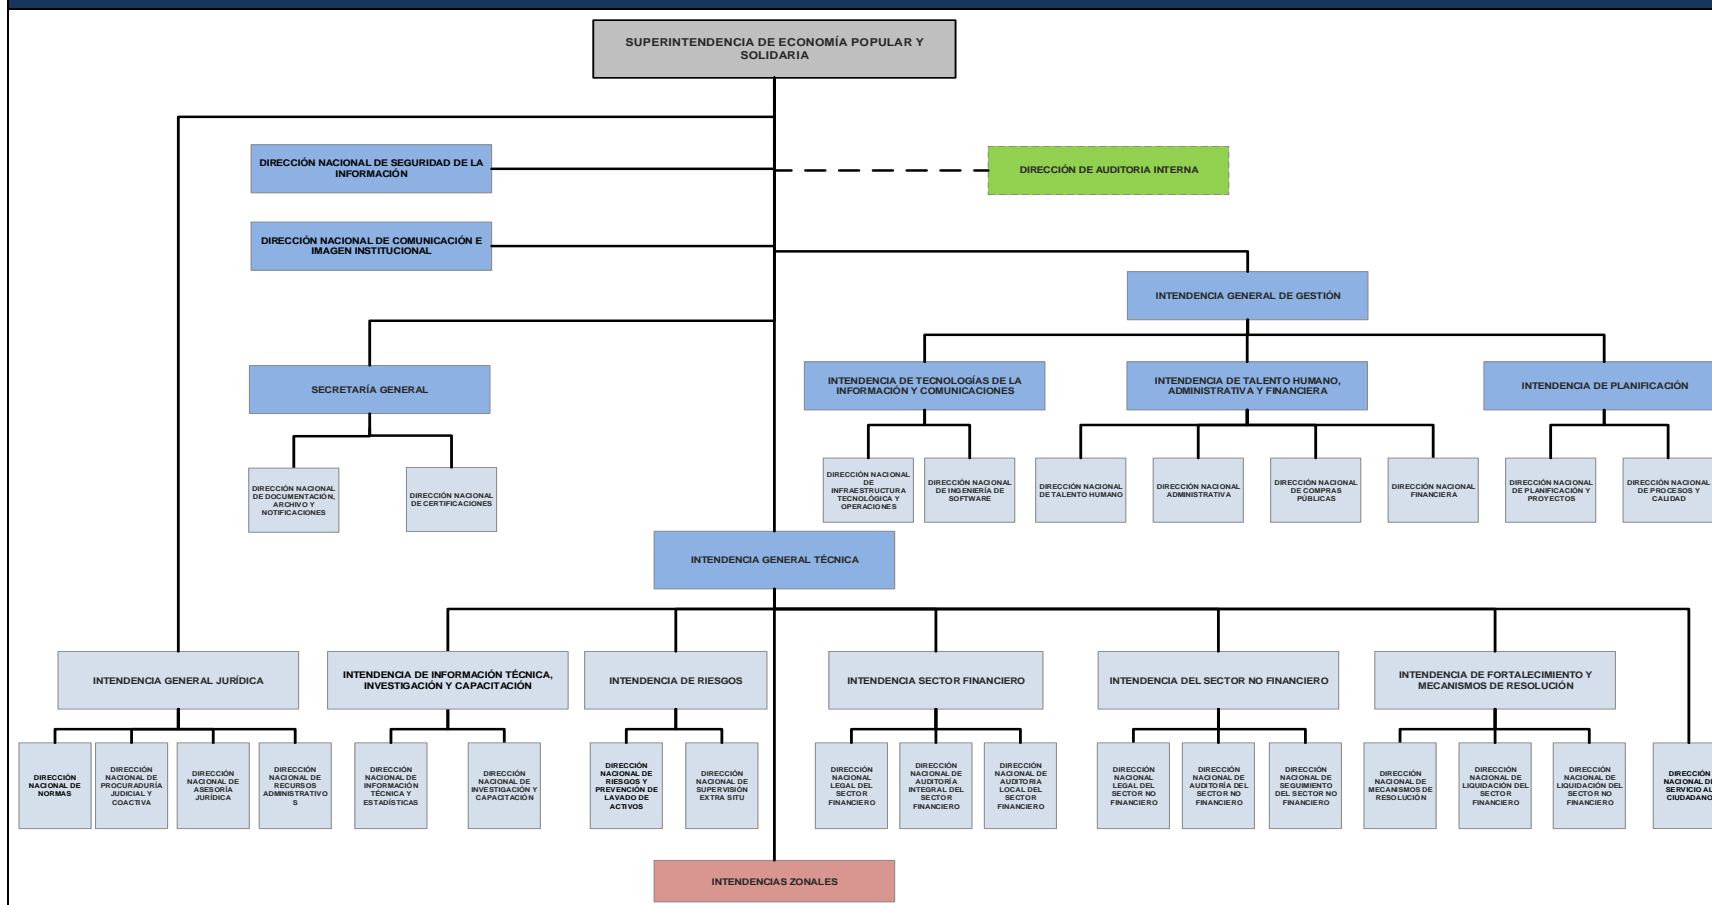 SUPERINTENDENCIA DE ECONOMÍA POPULAR Y
SOLIDARIA
DIRECCIÓN NACIONAL DE SEGURIDAD DE LA
INFORMACIÓN
DIRECCIÓN DE AUDITORIA INTERNA
DIRECCIÓN NACIONAL DE COMUNICACIÓN E
IMAGEN INSTITUCIONAL
INTENDENCIA GENERAL DE GESTIÓN
SECRETARÍA GENERAL
INTENDENCIA DE TECNOLOGÍAS DE LA
INFORMACIÓN Y COMUNICACIONES
INTENDENCIA DE TALENTO HUMANO,
ADMINISTRATIVA Y FINANCIERA
INTENDENCIA DE PLANIFICACIÓN
DIRECCIÓN NACIONAL
DE DOCUMENTACIÓN,
ARCHIVO Y
NOTIFICACIONES
DIRECCIÓN NACIONAL
DE CERTIFICACIONES
DIRECCIÓN NACIONAL
DE
INFRAESTRUCTURA
TECNOLÓGICA Y
OPERACIONES
DIRECCIÓN NACIONAL
DE INGENIERÍA DE
SOFTWARE
DIRECCIÓN NACIONAL
DE TALENTO HUMANO
DIRECCIÓN NACIONAL
ADMINISTRATIVA
DIRECCIÓN NACIONAL
DE COMPRAS
PÚBLICAS
DIRECCIÓN NACIONAL
FINANCIERA
DIRECCIÓN NACIONAL
DE PLANIFICACIÓN Y
PROYECTOS
DIRECCIÓN NACIONAL
DE PROCESOS Y
CALIDAD
INTENDENCIA GENERAL TÉCNICA
INTENDENCIA GENERAL JURÍDICA
INTENDENCIA DE INFORMACIÓN TÉCNICA,
INVESTIGACIÓN Y CAPACITACIÓN
INTENDENCIA DE RIESGOS
INTENDENCIA SECTOR FINANCIERO
INTENDENCIA DEL SECTOR NO FINANCIERO
INTENDENCIA DE FORTALECIMIENTO Y
MECANISMOS DE RESOLUCIÓN
DIRECCIÓN
NACIONAL DE
NORMAS
DIRECCIÓN
NACIONAL DE
PROCURADURÍA
JUDICIAL Y
COACTIVA
DIRECCIÓN
NACIONAL DE
ASESORÍA
JURÍDICA
DIRECCIÓN
NACIONAL DE
RECURSOS
ADMINISTRATIVO
S
DIRECCIÓN
NACIONAL DE
INFORMACIÓN
TÉCNICA Y
ESTADÍSTICAS
DIRECCIÓN
NACIONAL DE
INVESTIGACIÓN Y
CAPACITACIÓN
DIRECCIÓN
NACIONAL DE
RIESGOS Y
PREVENCIÓN DE
LAVADO DE
ACTIVOS
DIRECCIÓN
NACIONAL DE
SUPERVISIÓN
EXTRA SITU
DIRECCIÓN
NACIONAL
LEGAL DEL
SECTOR
FINANCIERO
DIRECCIÓN
NACIONAL DE
AUDITORÍA
INTEGRAL DEL
SECTOR
FINANCIERO
DIRECCIÓN
NACIONAL DE
AUDITORIA
LOCAL DEL
SECTOR
FINANCIERO
DIRECCIÓN
NACIONAL
LEGAL DEL
SECTOR NO
FINANCIERO
DIRECCIÓN
NACIONAL DE
AUDITORÍA DEL
SECTOR NO
FINANCIERO
DIRECCIÓN
NACIONAL DE
SEGUIMIENTO
DEL SECTOR NO
FINANCIERO
DIRECCIÓN
NACIONAL DE
MECANISMOS DE
RESOLUCIÓN
DIRECCIÓN
NACIONAL DE
LIQUIDACIÓN DEL
SECTOR
FINANCIERO
DIRECCIÓN
NACIONAL DE
LIQUIDACIÓN DEL
SECTOR NO
FINANCIERO
DIRECCIÓN
NACIONAL DE
SERVICIO AL
CIUDADANO
INTENDENCIAS ZONALES